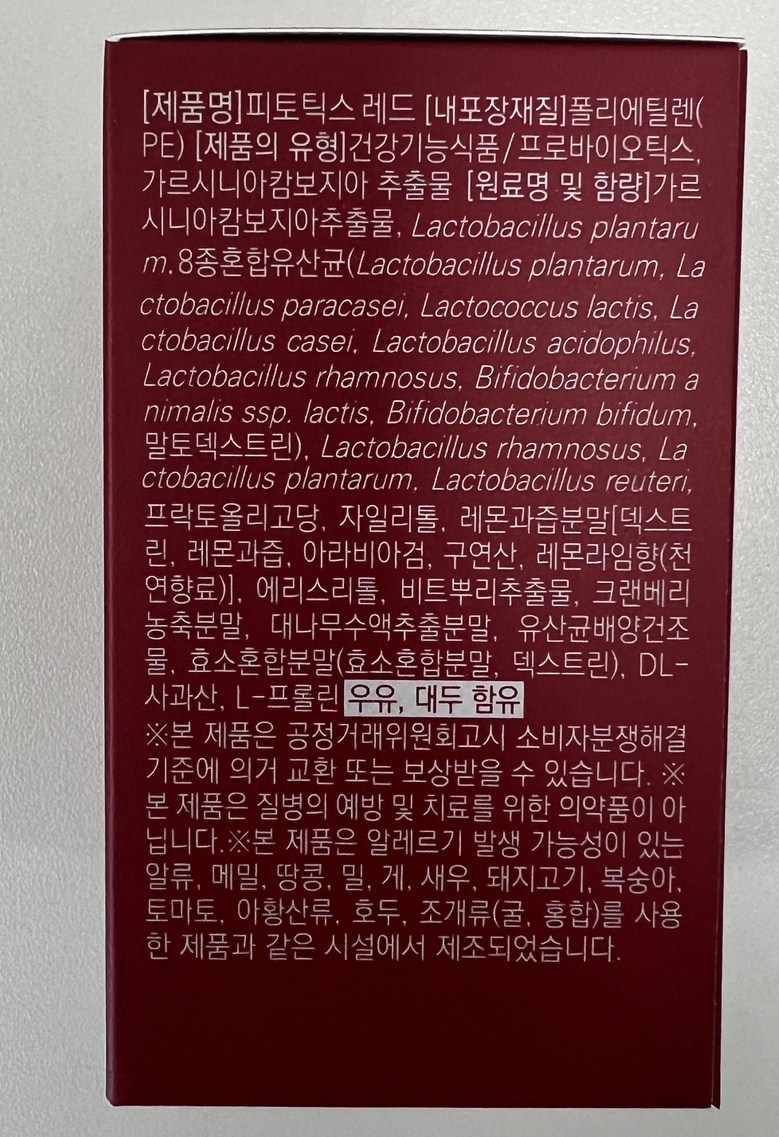 [제품명]피토틱스 레드 [내포장재질]폴리에틸렌(
PE) [제품의 유형]건강기능식품/프로바이오틱스,
가르시니아캄보지아 추출물 [원료명 및 함량]가르
시니아캄보지아추출물, Lactobacillus plantaru
m,8종혼합유산균(Lactobacillus plantarum, La
ctobacillus paracasei, Lactococcus lactis, La
ctobacillus casei, Lactobacillus acidophilus,
Lactobacillus rhamnosus, Bifidobacterium a
nimalis ssp. lactis, Bifidobacterium bifidum,
말토덱스트린), Lactobacillus rhamnosus, La
ctobacillus plantarum, Lactobacillus reuteri,
프락토올리고당, 자일리톨, 레몬과즙분말[덱스트
린, 레몬과즙, 아라비아검, 구연산, 레몬라임향(천
연향료)], 에리스리톨, 비트뿌리추출물, 크랜베리
농축분말, 대나무수액추출분말, 유산균배양건조
물, 효소혼합분말(효소혼합분말, 덱스트린), DL-
사과산, L-프롤린 우유, 대두 함유
※본 제품은 공정거래위원회고시 소비자분쟁해결
기준에 의거 교환 또는 보상받을 수 있습니다. ※
본 제품은 질병의 예방 및 치료를 위한 의약품이 아
닙니다.※본 제품은 알레르기 발생 가능성이 있는
알류, 메밀, 땅콩, 밀, 게, 새우, 돼지고기, 복숭아,
토마토, 아황산류, 호두, 조개류(굴, 홍합)를 사용
한 제품과 같은 시설에서 제조되었습니다.